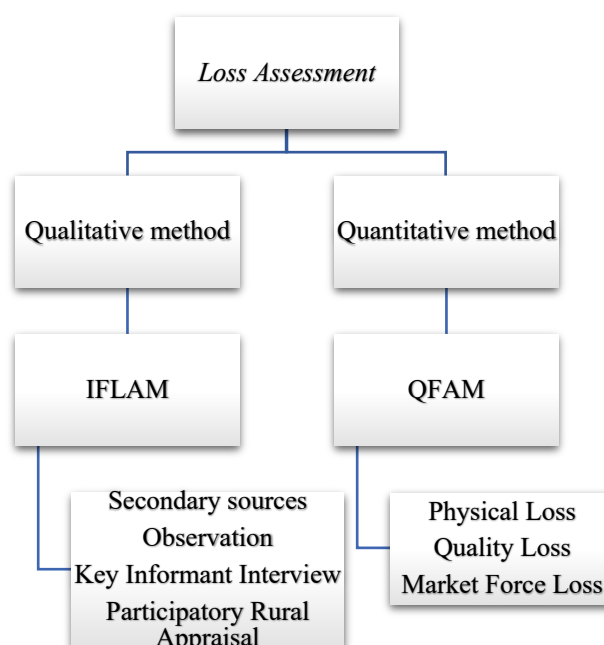 Loss Assessment
Qualitative method
Quantitative method
IFLAM
QFAM
Secondary sources
Observation
Key Informant Interview
Participatory Rural
Appraisal
Physical Loss
Quality Loss
Market Force Loss